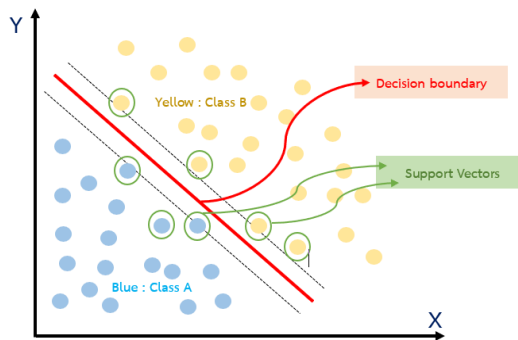 Y
Decision boundary
Yellow : Class B
Support Vectors
Blue : Class A
X